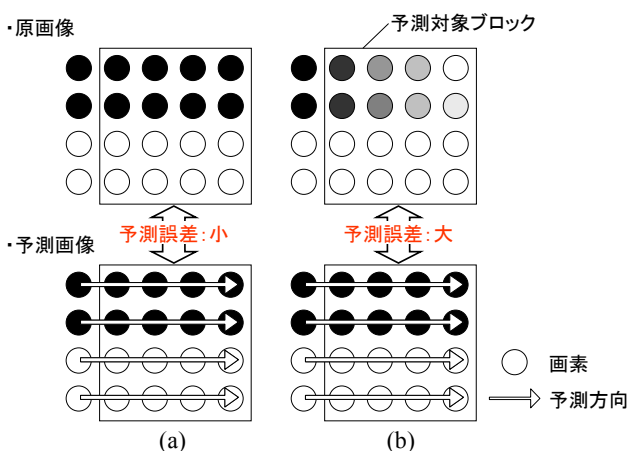 ・原画像
予測対象ブロック
予測誤差：小
予測誤差：大
・予測画像
画素
予測方向
(a)
(b)